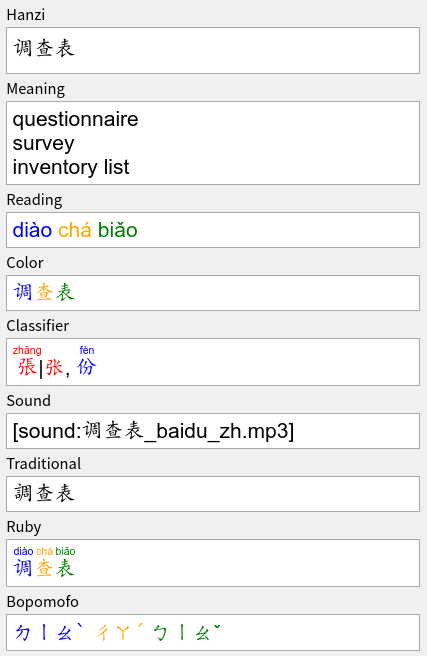 Hanzi
调查表
Meaning
questionnaire
survey
inventory list
Reading
diào chá biǎo
Color
调查表
Classifier
zhāng fèn
張|张, 份
Sound
[sound:调查表_baidu_zh.mp3]
Traditional
調查表
Ruby
diào chá biǎo
调查表
Bopomofo
ㄉㄧㄠˋ ㄔㄚˊ ㄅㄧㄠˇ